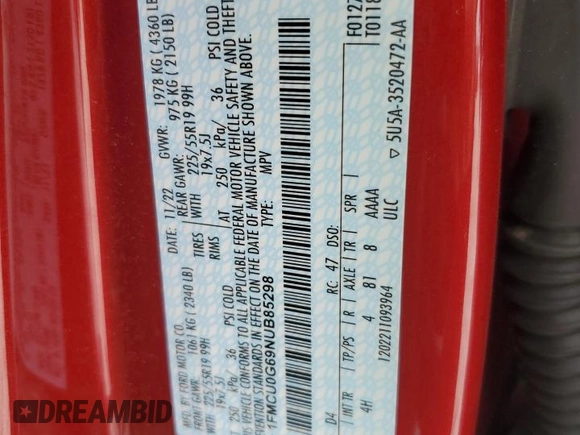 MFD. BY FORD MOTOR CO.
DATE: 11/22 GVWR: 1978 KG ( 4360 LB)
FRONT GAWR: 1061 KG ( 2340 LB) REAR GAWR: 975 KG ( 2150 LB)
225/55R19 99H TIRES WITH 225/55R19 99H
19x7.5J RIMS 19x7.5J
AT 250 kPa/ 36 PSI COLD AT 250 kPa/ 36 PSI COLD
THIS VEHICLE CONFORMS TO ALL APPLICABLE FEDERAL MOTOR VEHICLE SAFETY AND THEFT
PREVENTION STANDARDS IN EFFECT ON THE DATE OF MANUFACTURE SHOWN ABOVE.
1FMCU0G69NUB85298 TYPE: MPV
F0127
T0118
D4 RC: 47 DSO:
INT TR TP/PS AXLE TR SPR
4H 4 81 8 AAAA
1202211093964 ULC
5U5A-3520472-AA
DREAMBID